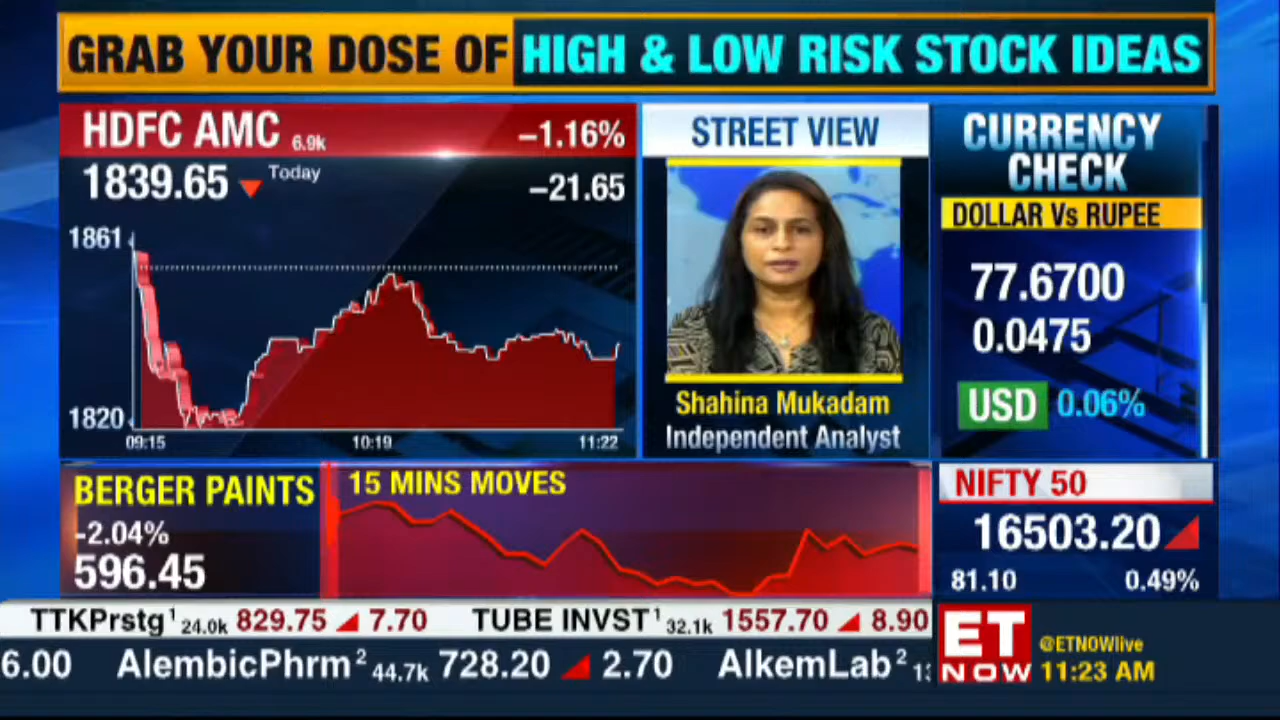 GRAB YOUR DOSE OF HIGH & LOW RISK STOCK IDEAS
HDFC AMC 6.9k -1.16%
1839.65 Today -21.65
1861
1820
09:15 10:19 11:22
STREET VIEW
Shahina Mukadam
Independent Analyst
CURRENCY
CHECK
DOLLAR Vs RUPEE
77.6700
0.0475
USD 0.06%
BERGER PAINTS
-2.04%
596.45
15 MINS MOVES
NIFTY 50
16503.20
81.10 0.49%
TTKPrstg 1 24.0k 829.75 7.70 TUBE INVST 1 32.1k 1557.70 8.90
6.00 AlembicPhrm 2 44.7k 728.20 2.70 AlkemLab 2
ET
NOW
@ETNOWlive
11:23 AM